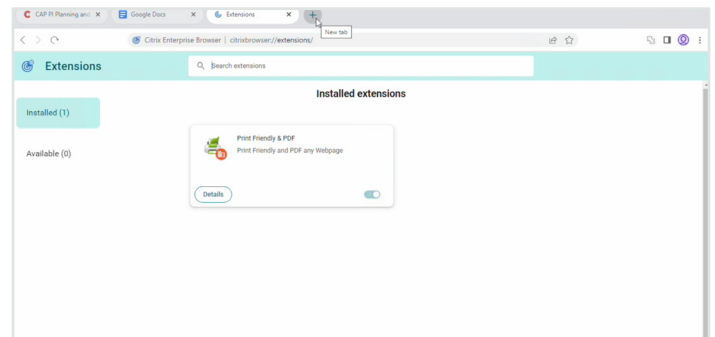 CAP PI Planning and
Google Docs
Extensions
New tab
Citrix Enterprise Browser | citrixbrowser://extensions/
Extensions
Search extensions
Installed extensions
Installed (1)
Print Friendly & PDF
Print Friendly and PDF any Webpage
Available (0)
Details